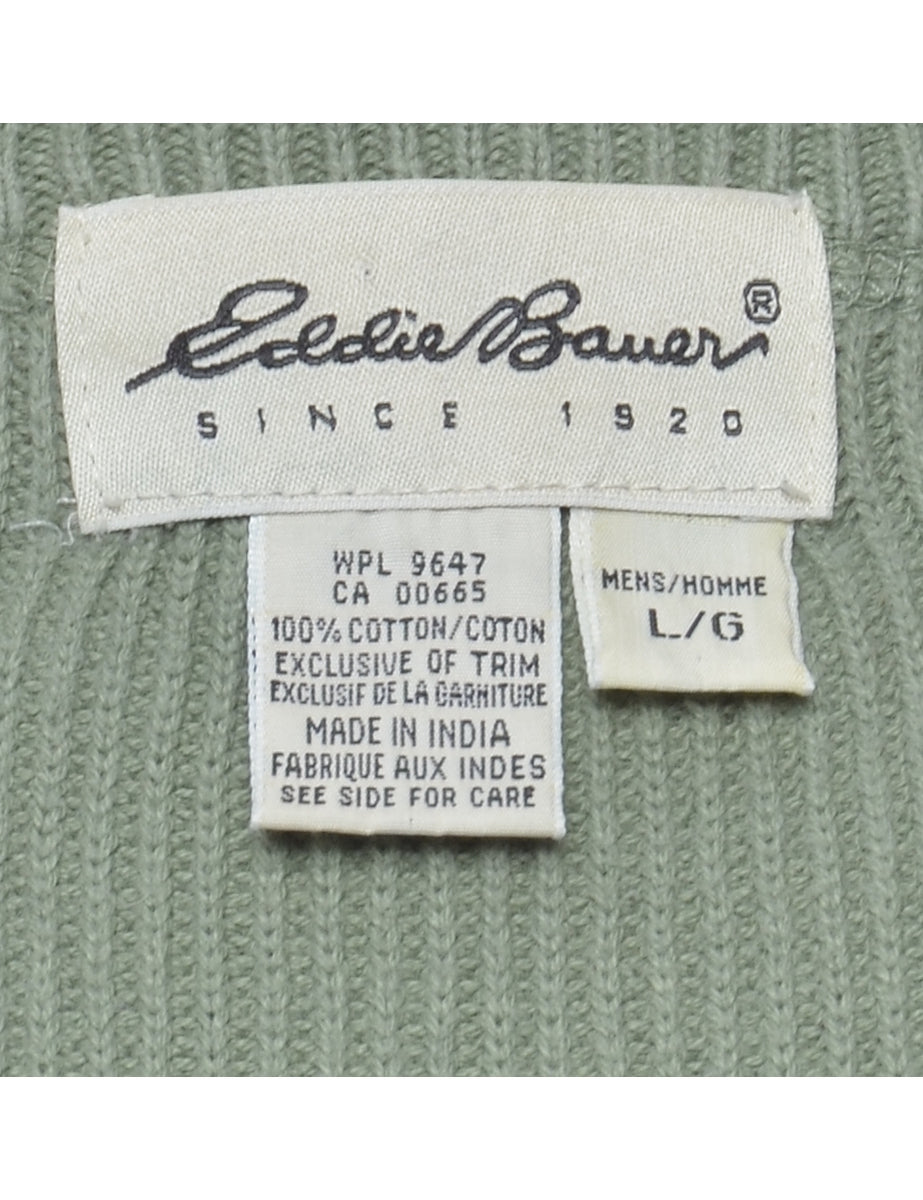 Eddie Bauer®
SINCE 1920
WPL 9647
CA 00665
100% COTTON/COTON
EXCLUSIVE OF TRIM
EXCLUSIF DE LA GARNITURE
MADE IN INDIA
FABRIQUE AUX INDES
SEE SIDE FOR CARE
MENS/HOMME
L/G